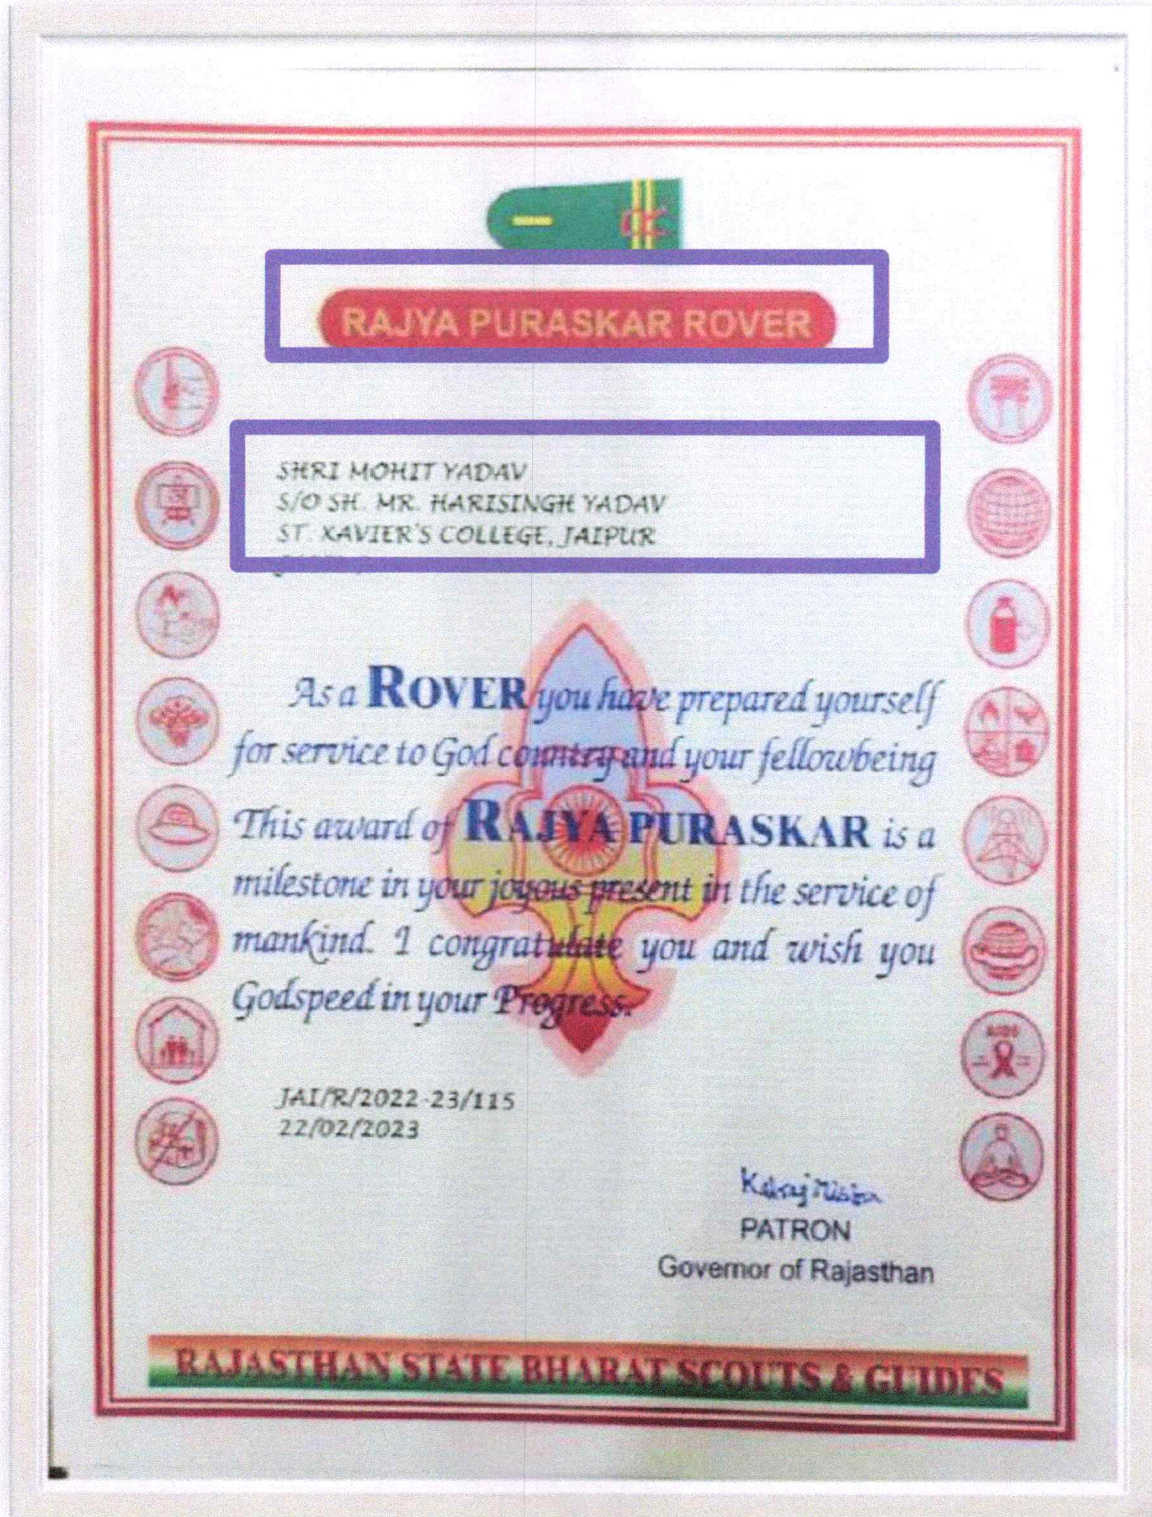 RAJYA PURASKAR ROVER
SHRI MOHIT YADAV
S/O SH. MR. HARISINGH YADAV
ST. XAVIER'S COLLEGE, JAIPUR
As a ROVER you have prepared yourself
for service to God country and your fellowbeing
This award of RAJYA PURASKAR is a
milestone in your joyous present in the service of
mankind. I congratulate you and wish you
Godspeed in your Progress.
JAI/R/2022-23/115
22/02/2023
PATRON
Governor of Rajasthan
RAJASTHAN STATE BHARAT SCOUTS & GUIDES